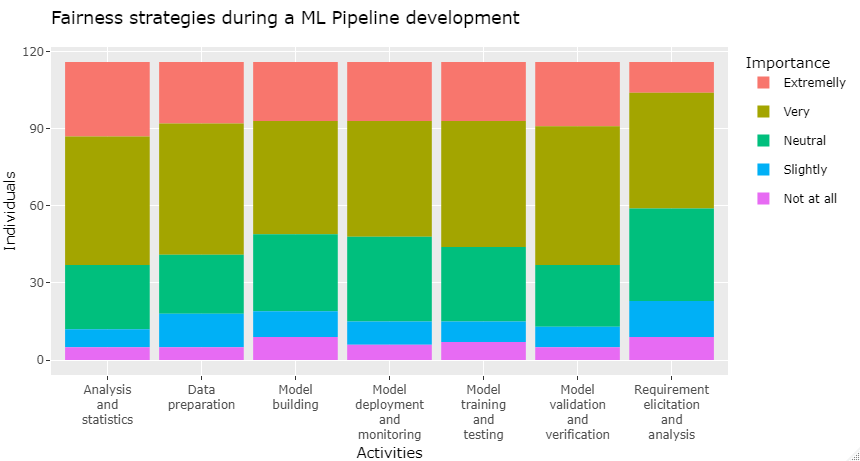 Fairness strategies during a ML Pipeline development
120
90
60
30
0
Individuals
Importance
Extremelly
Very
Neutral
Slightly
Not at all
Analysis
and
statistics
Data
preparation
Model
building
Model
deployment
and
monitoring
Model
training
and
testing
Model
validation
and
verification
Requirement
elicitation
and
analysis
Activities